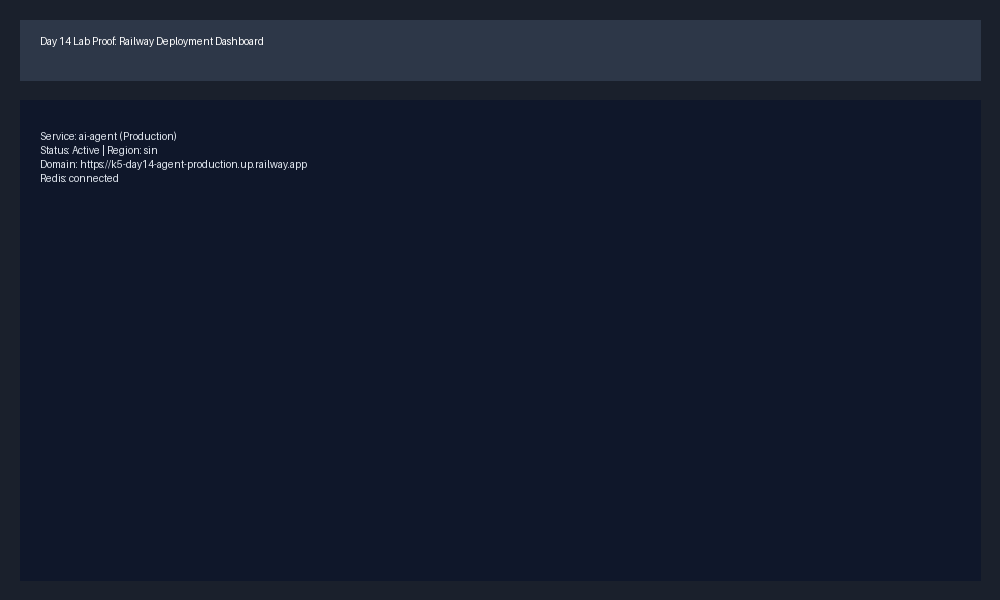 Day 14 Lab Proof: Railway Deployment Dashboard
Service: ai-agent (Production)
Status: Active | Region: sin
Domain: https://k5-day14-agent-production.up.railway.app
Redis: connected